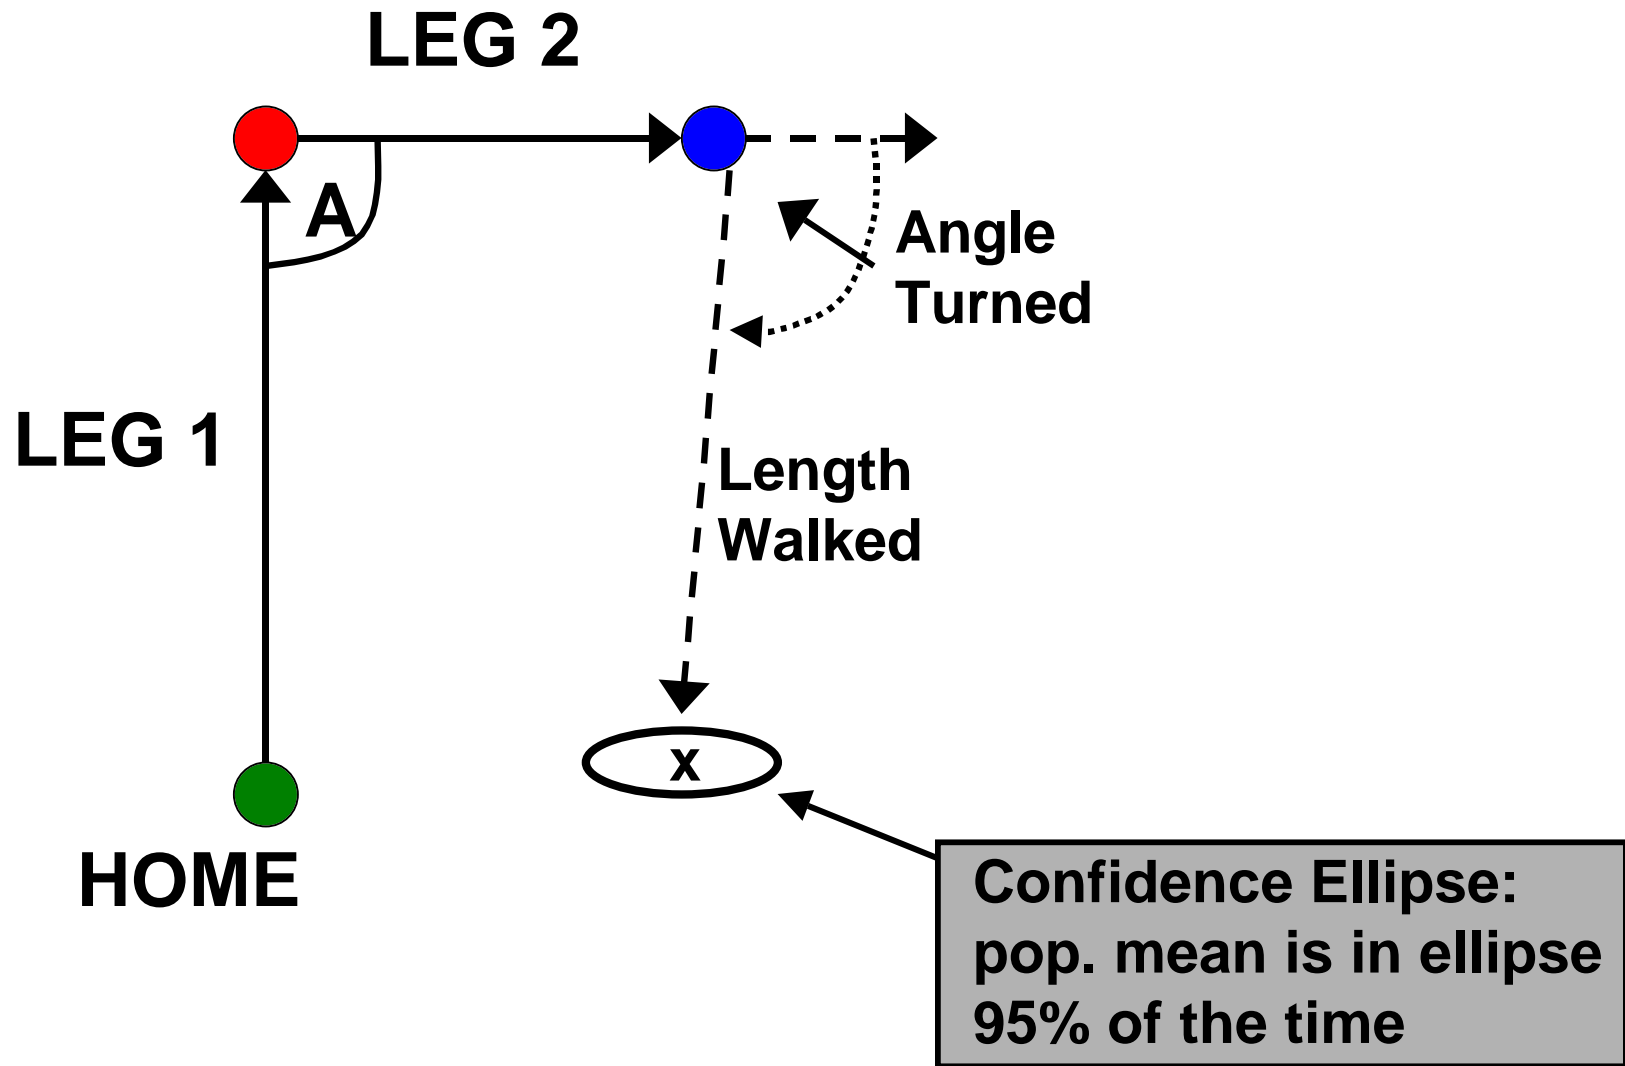 LEG 2
A
Angle
Turned
LEG 1
Length
Walked
x
HOME
Confidence Ellipse:
pop. mean is in ellipse
95% of the time